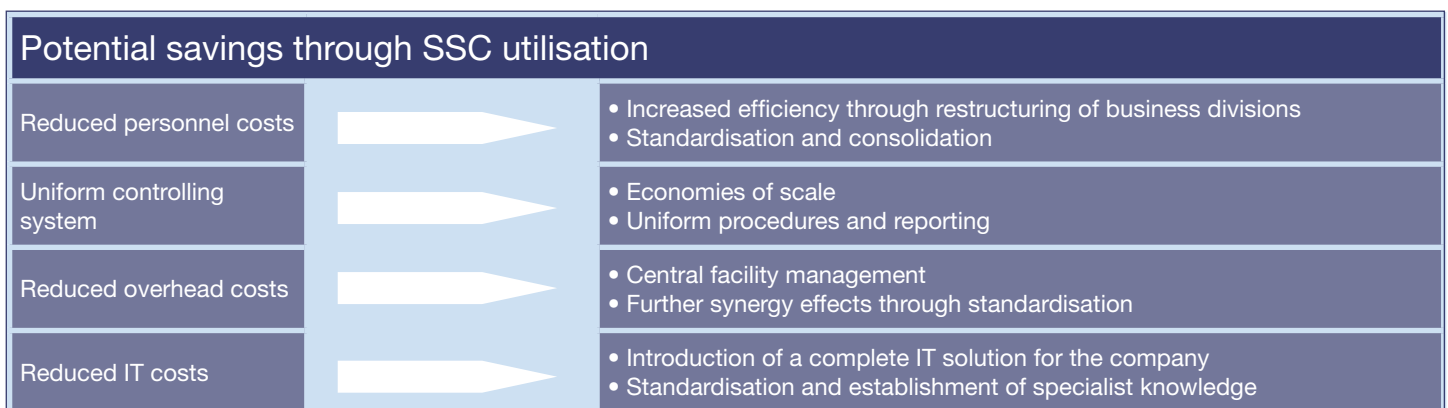 Potential savings through SSC utilisation
Reduced personnel costs
• Increased efficiency through restructuring of business divisions
• Standardisation and consolidation
Uniform controlling
system
• Economies of scale
• Uniform procedures and reporting
Reduced overhead costs
• Central facility management
• Further synergy effects through standardisation
Reduced IT costs
• Introduction of a complete IT solution for the company
• Standardisation and establishment of specialist knowledge